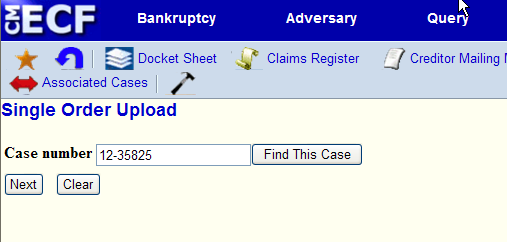 CM ECF Bankruptcy Adversary Query
Docket Sheet Claims Register Creditor Mailing
Associated Cases
Single Order Upload
Case number 12-35825 Find This Case
Next Clear